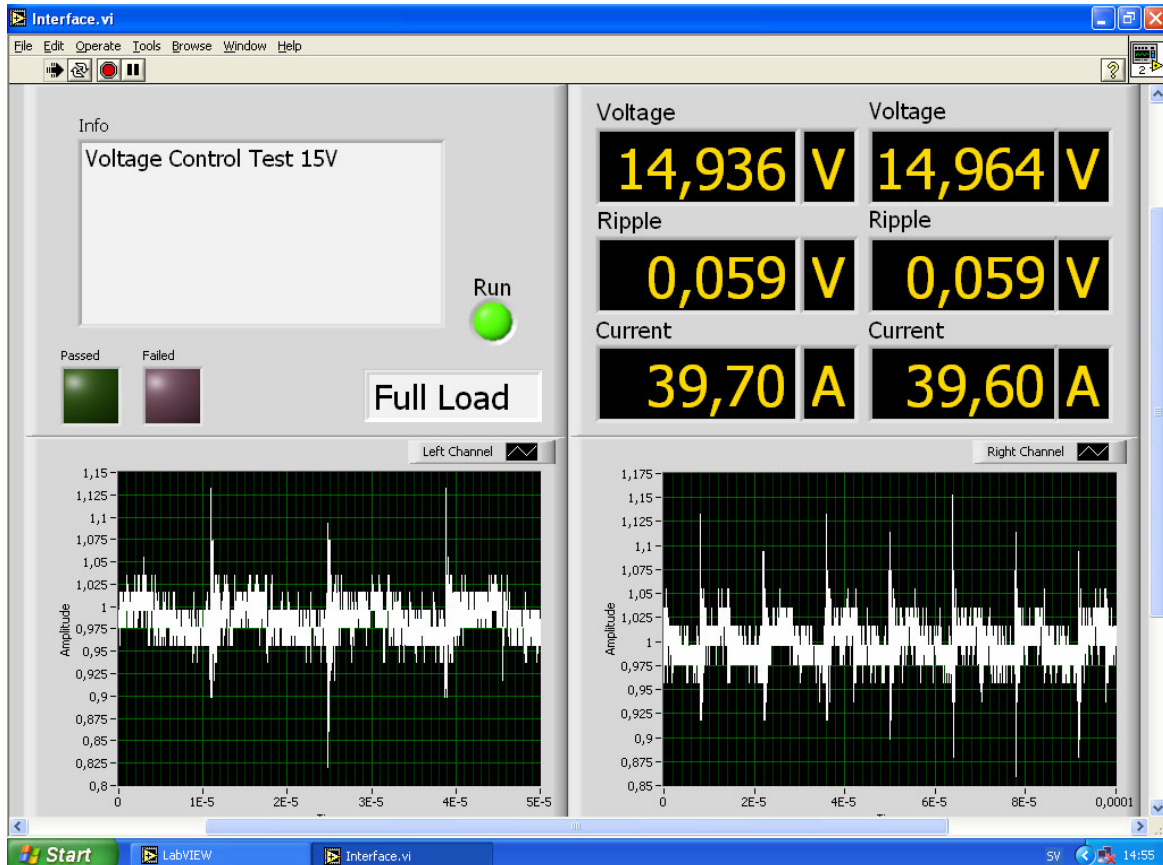 Interface.vi
File Edit Operate Tools Browse Window Help
2
Info
Voltage Control Test 15V
Run
Passed Failed
Full Load
Voltage Voltage
14,936 V 14,964 V
Ripple Ripple
0,059 V 0,059 V
Current Current
39,70 A 39,60 A
Left Channel
Amplitude
1,15
1,125
1,1
1,075
1,05
1,025
1
0,975
0,95
0,925
0,9
0,875
0,85
0,825
0,8
0 1E-5 2E-5 3E-5 4E-5 5E-5
Right Channel
Amplitude
1,175
1,15
1,125
1,1
1,075
1,05
1,025
1
0,975
0,95
0,925
0,9
0,875
0,85
0 2E-5 4E-5 6E-5 8E-5 0,0001
Start LabVIEW Interface.vi SV 14:55